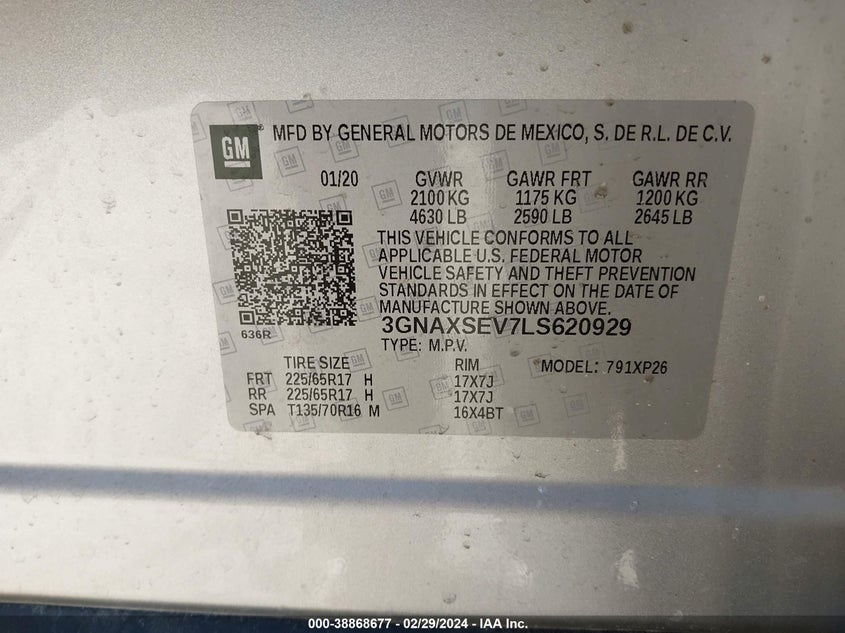 GM
® MFD BY GENERAL MOTORS DE MEXICO, S. DE R.L. DE C.V.
01/20 GVWR GAWR FRT GAWR RR
2100 KG 1175 KG 1200 KG
4630 LB 2590 LB 2645 LB
THIS VEHICLE CONFORMS TO ALL
APPLICABLE U.S. FEDERAL MOTOR
VEHICLE SAFETY AND THEFT PREVENTION
STANDARDS IN EFFECT ON THE DATE OF
MANUFACTURE SHOWN ABOVE.
3GNAXSEV7LS620929
636R
TYPE: M.P.V.
TIRE SIZE RIM MODEL: 791XP26
FRT 225/65R17 H 17X7J
RR 225/65R17 H 17X7J
SPA T135/70R16 M 16X4BT
000-38868677 - 02/29/2024 - IAA Inc.